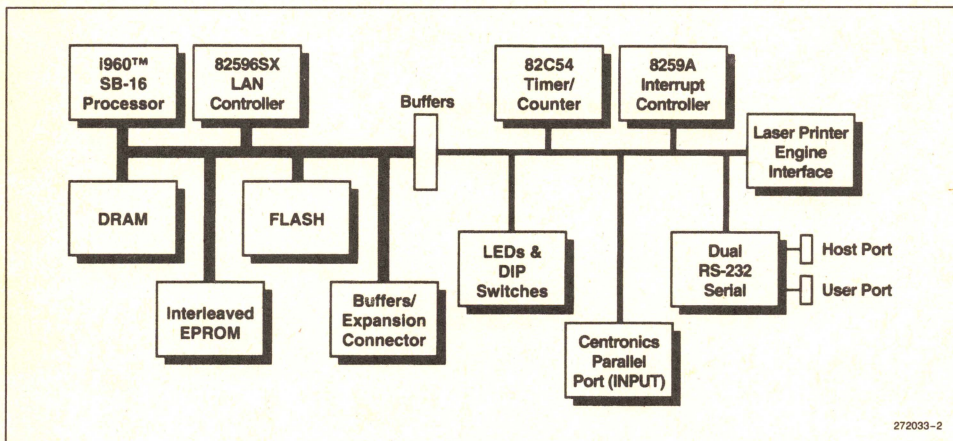 i960™
SB-16
Processor
82596SX
LAN
Controller
Buffers
82C54
Timer/
Counter
8259A
Interrupt
Controller
Laser Printer
Engine
Interface
DRAM
FLASH
Interleaved
EPROM
Buffers/
Expansion
Connector
LEDs &
DIP
Switches
Centronics
Parallel
Port (INPUT)
Dual
RS-232
Serial
Host Port
User Port
272033-2